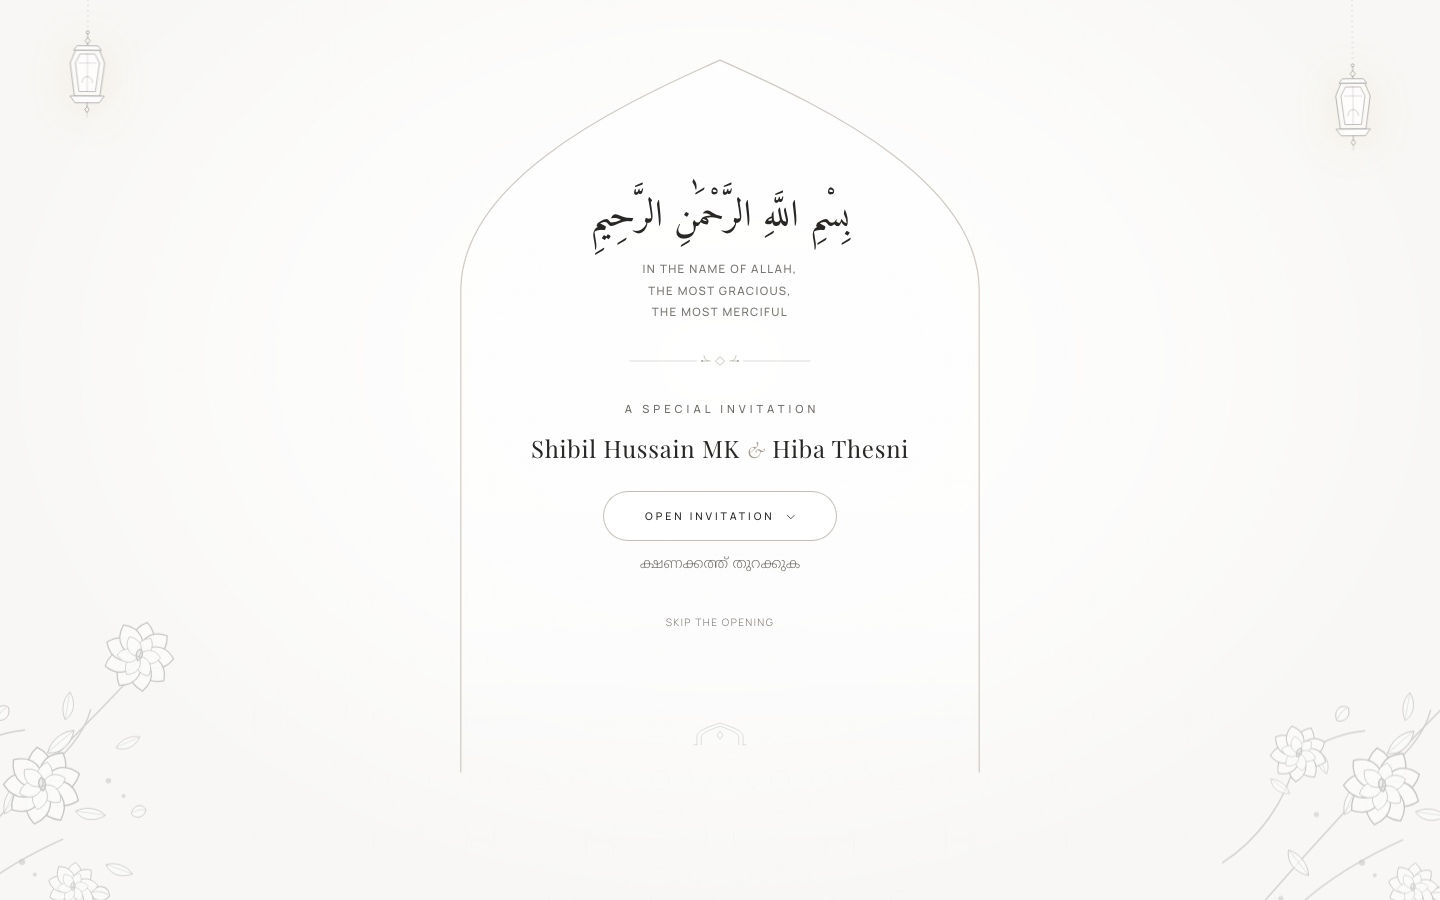 بِسْمِ اللَّهِ الرَّحْمَٰنِ الرَّحِيمِ
IN THE NAME OF ALLAH,
THE MOST GRACIOUS,
THE MOST MERCIFUL
A SPECIAL INVITATION
Shibil Hussain MK & Hiba Thesni
OPEN INVITATION
ക്ഷണക്കത്ത് തുറക്കുക
SKIP THE OPENING